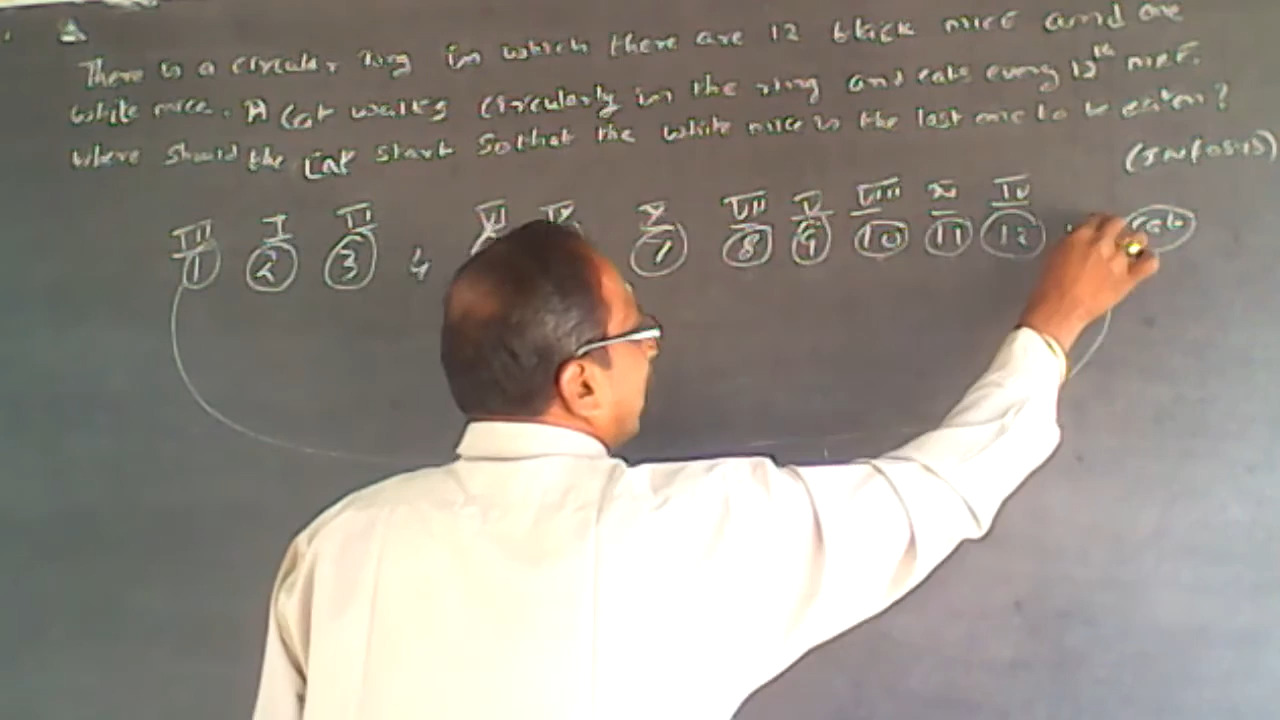 There is a circular ring in which there are 12 black mice and one
white mice. A Cat walks circularly in the ring and eats every 13th mice.
where should the Cat start so that the white mice is the last one to be eaten?
(Infosys)
III I II VI IX X VII V VIII XI IV
1 2 3 4 7 8 9 10 11 12